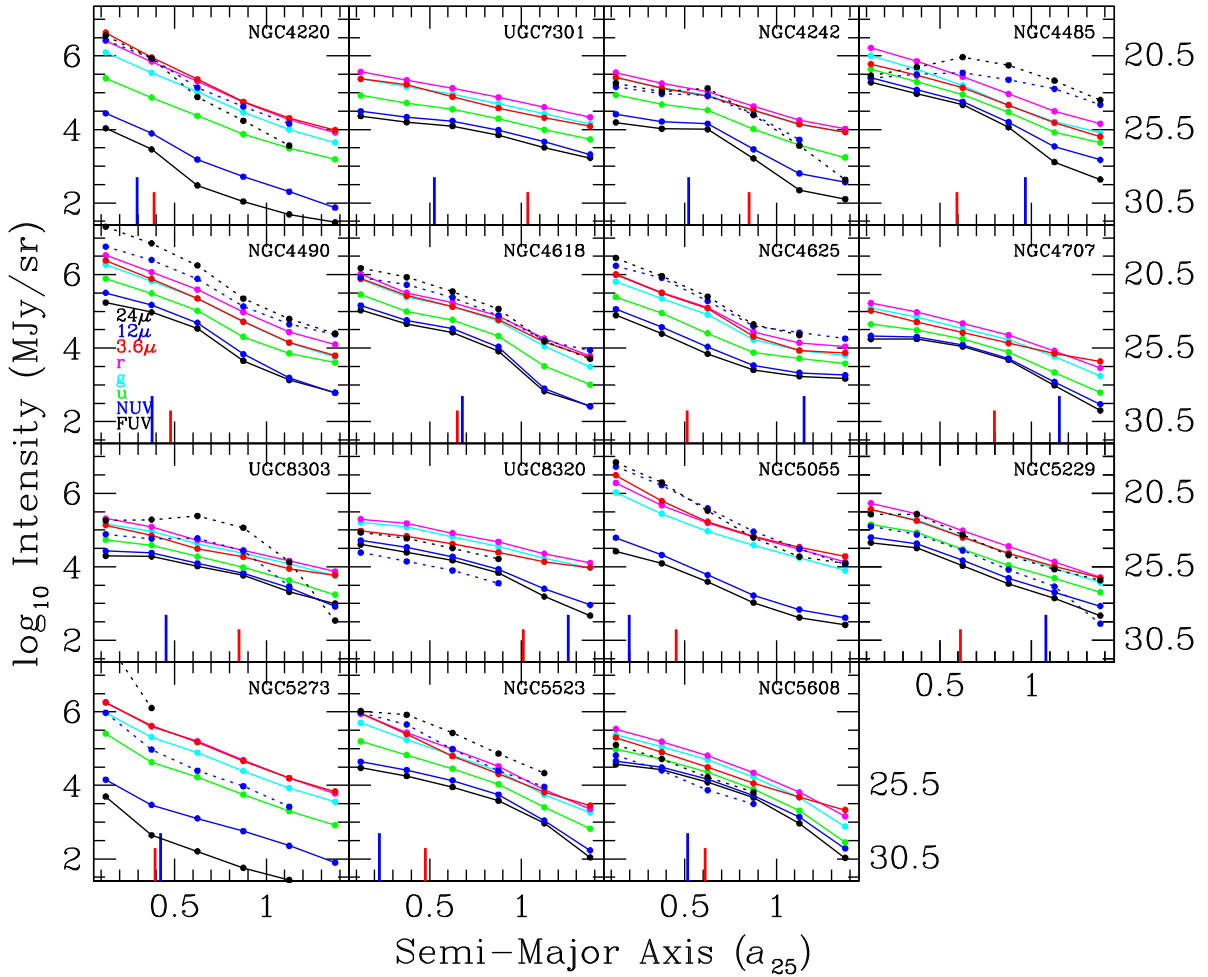 NGC4220 UGC7301 NGC4242 NGC4485
6 20.5
4 25.5
2 30.5
NGC4490 NGC4618 NGC4625 NGC4707
6 20.5
4 25.5
2 30.5
24μ
12μ
3.6μ
r
g
u
NUV
FUV
UGC8303 UGC8320 NGC5055 NGC5229
6 20.5
4 25.5
2 30.5
0.5 1
NGC5273 NGC5523 NGC5608
6
4 25.5
2 30.5
0.5 1 0.5 1 0.5 1
log₁₀ Intensity (MJy/sr)
Semi-Major Axis (a₂₅)